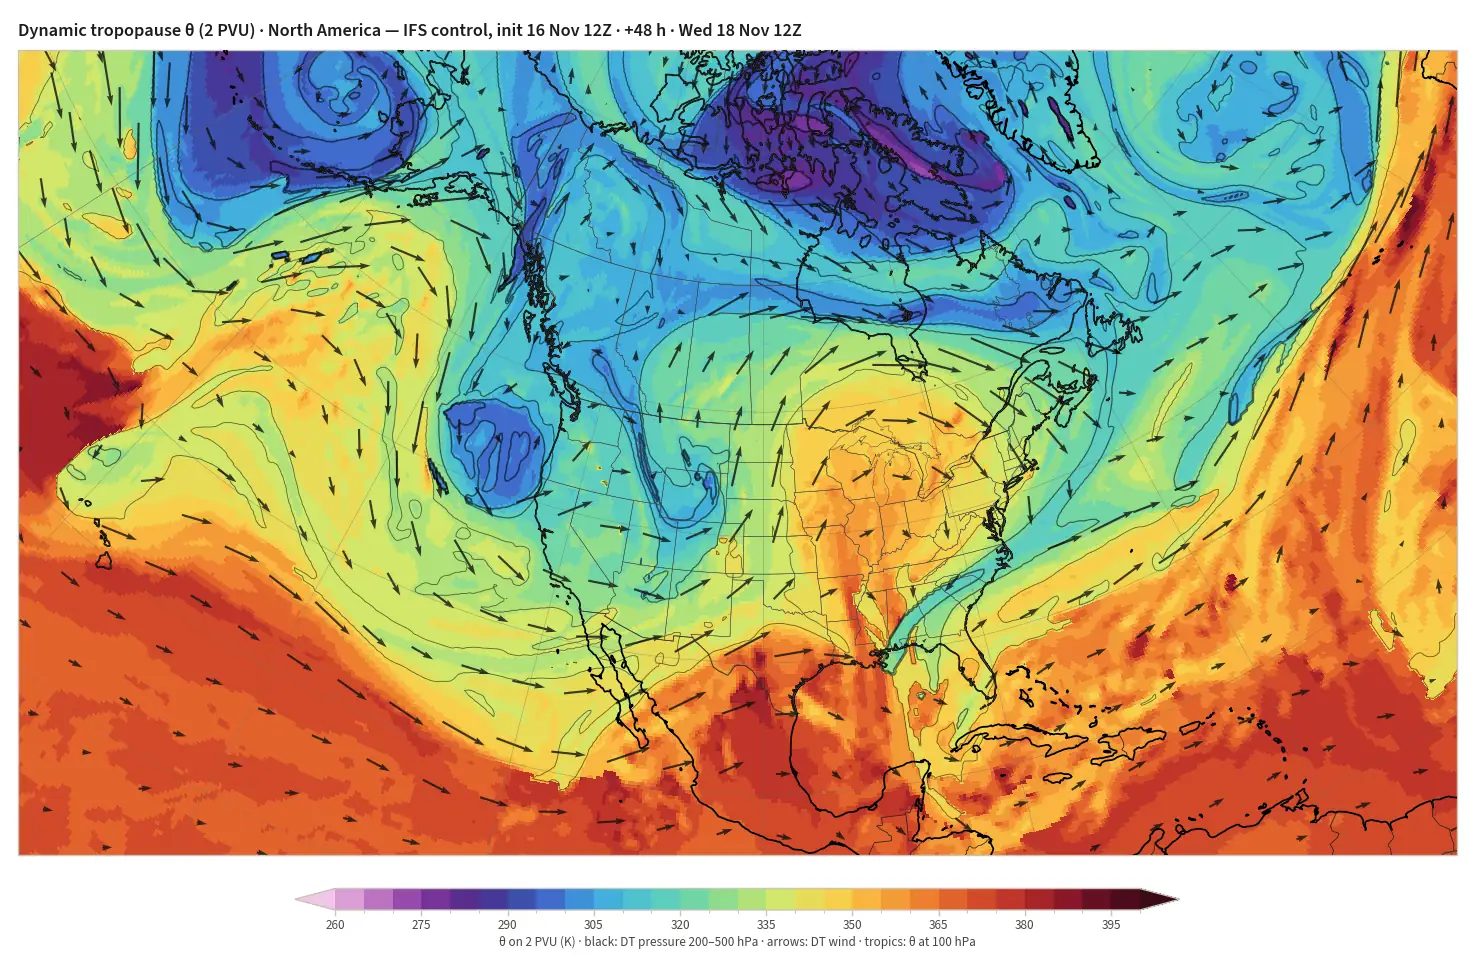 Dynamic tropopause θ (2 PVU) · North America — IFS control, init 16 Nov 12Z · +48 h · Wed 18 Nov 12Z
260 275 290 305 320 335 350 365 380 395
θ on 2 PVU (K) · black: DT pressure 200–500 hPa · arrows: DT wind · tropics: θ at 100 hPa